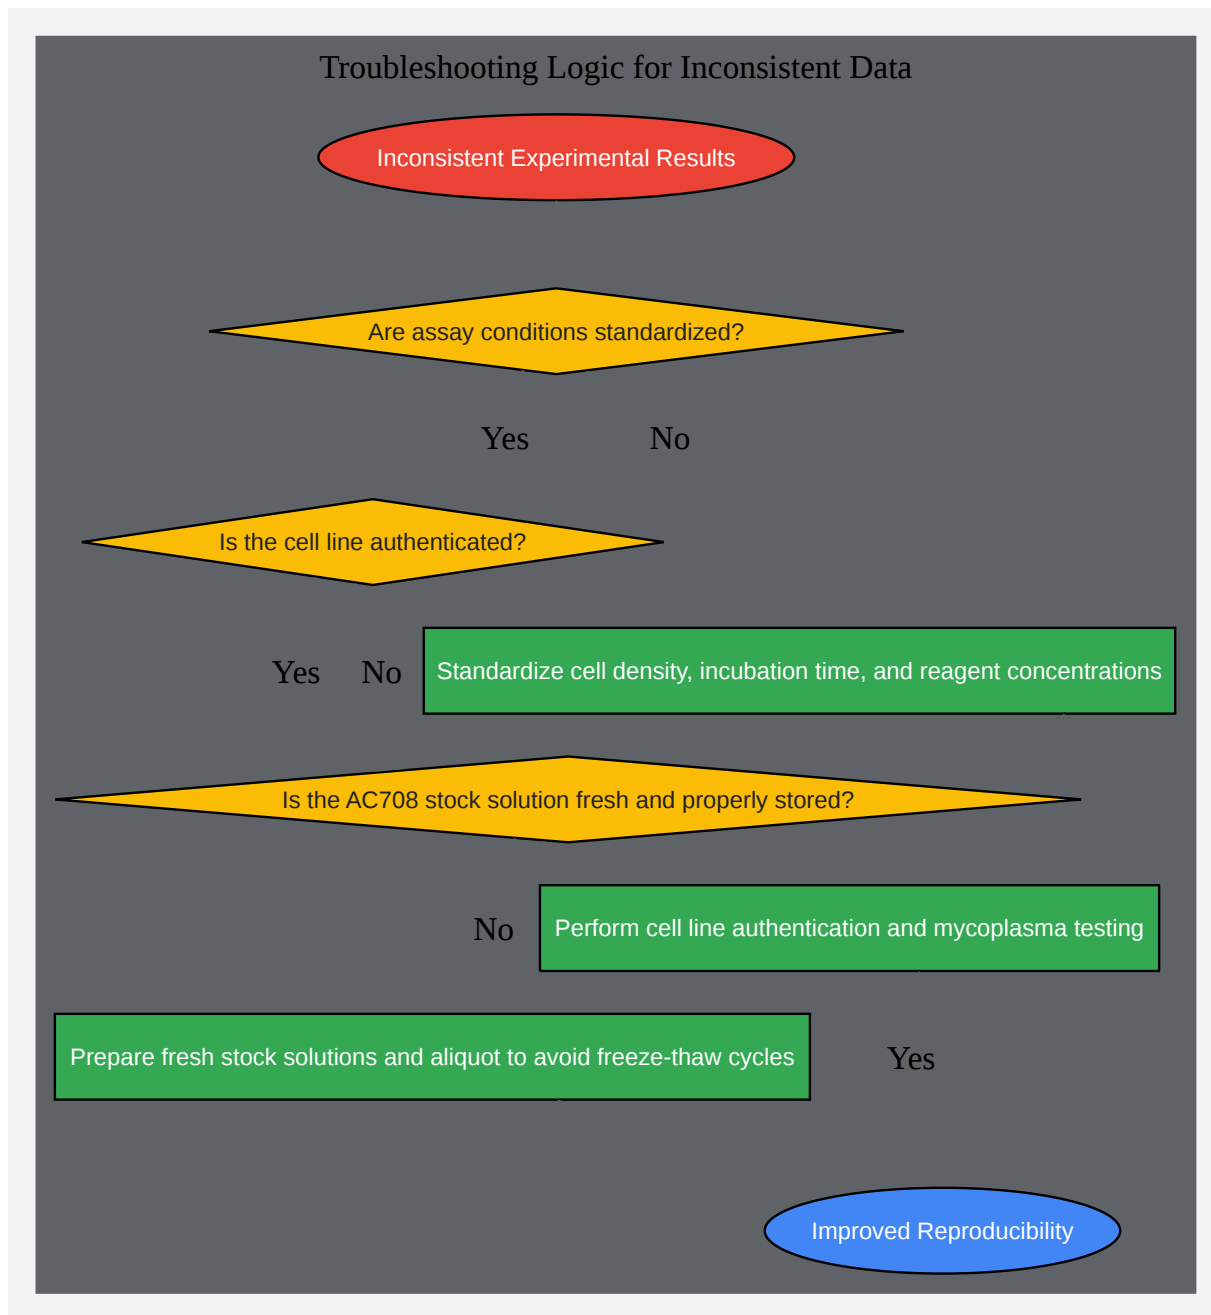 Troubleshooting Logic for Inconsistent Data
Inconsistent Experimental Results
Are assay conditions standardized?
Yes
No
Is the cell line authenticated?
Yes
No
Standardize cell density, incubation time, and reagent concentrations
Is the AC708 stock solution fresh and properly stored?
No
Perform cell line authentication and mycoplasma testing
Prepare fresh stock solutions and aliquot to avoid freeze-thaw cycles
Yes
Improved Reproducibility